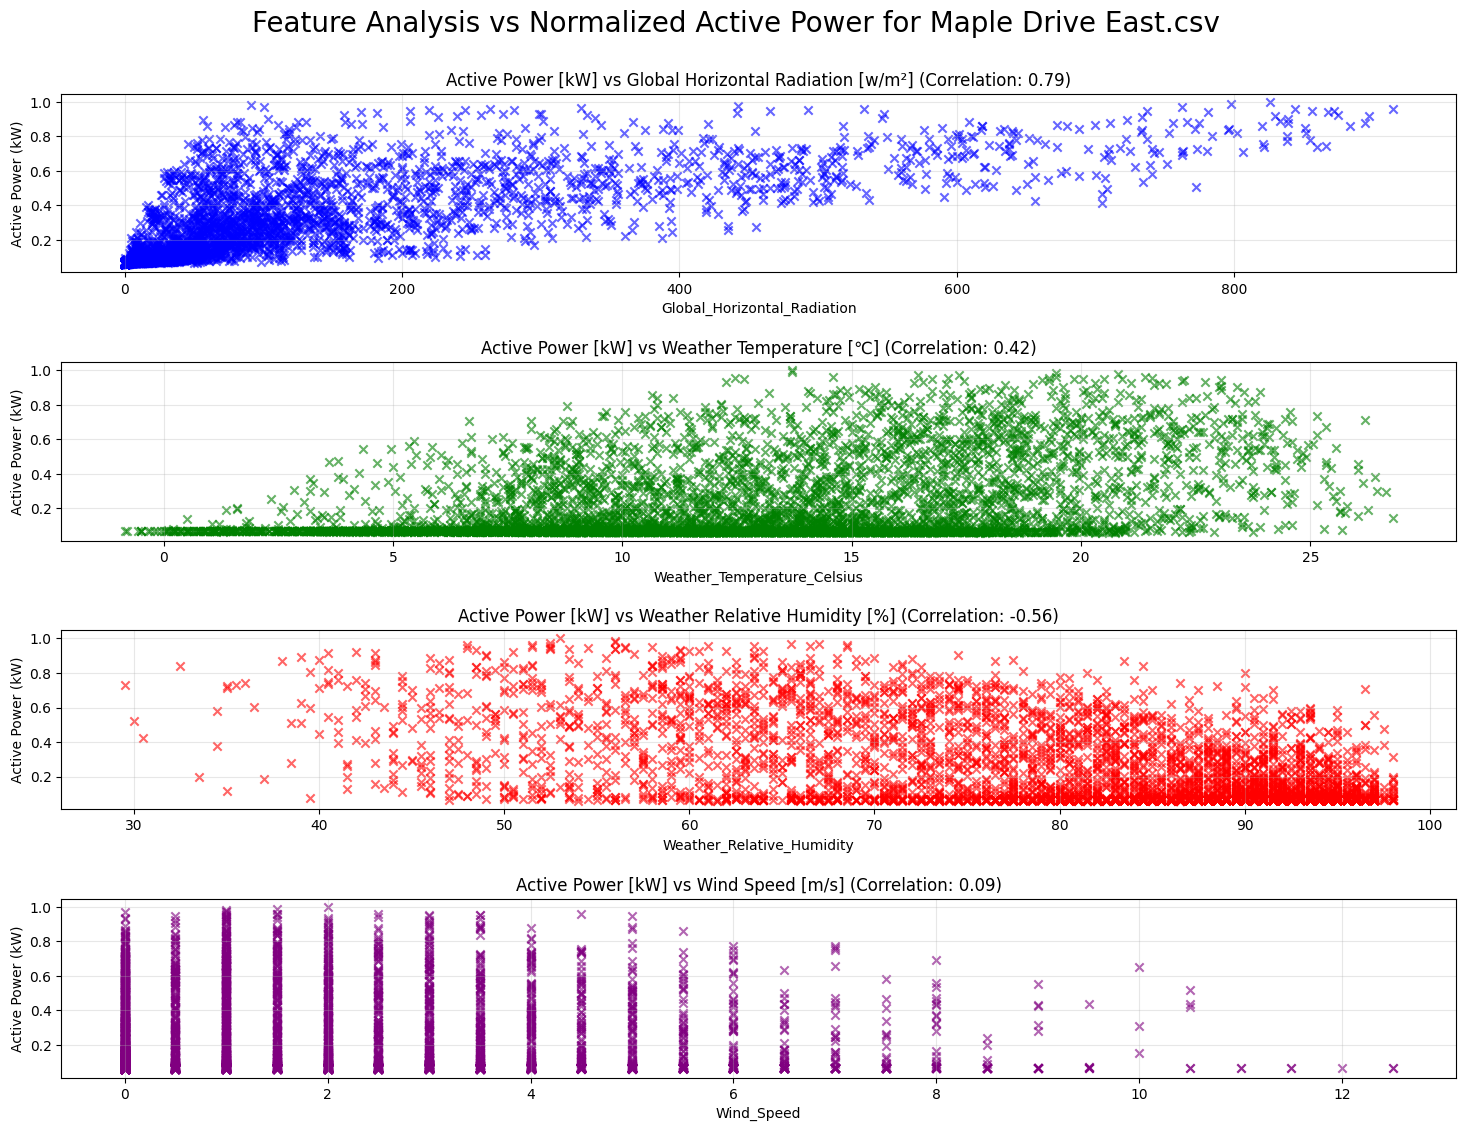 Feature Analysis vs Normalized Active Power for Maple Drive East.csv
Active Power [kW] vs Global Horizontal Radiation [w/m²] (Correlation: 0.79)
Active Power (kW)
1.0
0.8
0.6
0.4
0.2
0 200 400 600 800
Global_Horizontal_Radiation
Active Power [kW] vs Weather Temperature [℃] (Correlation: 0.42)
Active Power (kW)
1.0
0.8
0.6
0.4
0.2
0 5 10 15 20 25
Weather_Temperature_Celsius
Active Power [kW] vs Weather Relative Humidity [%] (Correlation: -0.56)
Active Power (kW)
1.0
0.8
0.6
0.4
0.2
30 40 50 60 70 80 90 100
Weather_Relative_Humidity
Active Power [kW] vs Wind Speed [m/s] (Correlation: 0.09)
Active Power (kW)
1.0
0.8
0.6
0.4
0.2
0 2 4 6 8 10 12
Wind_Speed